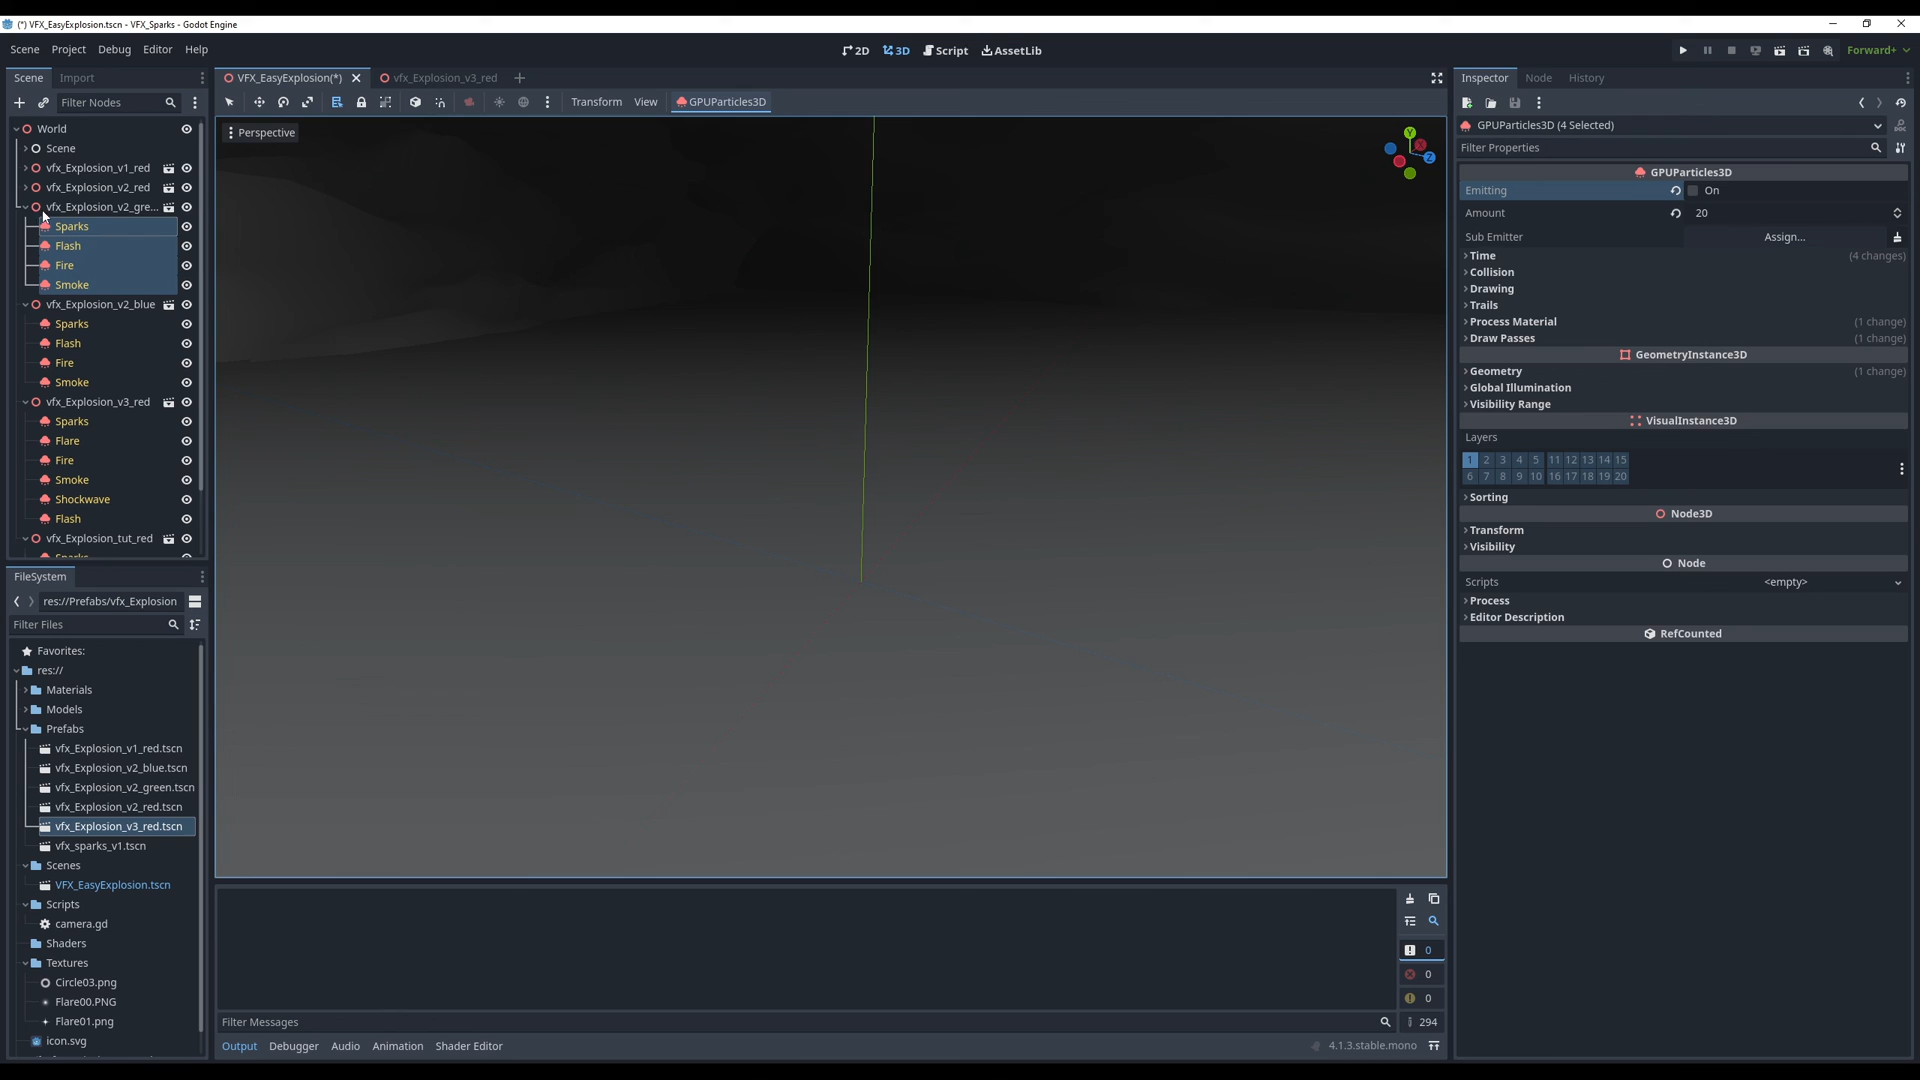 (*) VFX_EasyExplosion.tscn - VFX_Sparks - Godot Engine
Scene Project Debug Editor Help
2D 3D Script AssetLib
Forward+
Scene Import
VFX_EasyExplosion(*)
vfx_Explosion_v3_red
Inspector Node History
Filter Nodes
Transform View GPUParticles3D
GPUParticles3D (4 Selected)
Filter Properties
Perspective
Y
Z
World
Scene
vfx_Explosion_v1_red
vfx_Explosion_v2_red
vfx_Explosion_v2_gre...
Sparks
Flash
Fire
Smoke
vfx_Explosion_v2_blue
Sparks
Flash
Fire
Smoke
vfx_Explosion_v3_red
Sparks
Flare
Fire
Smoke
Shockwave
Flash
vfx_Explosion_tut_red
GPUParticles3D
Emitting On
Amount 20
Sub Emitter Assign...
Time (4 changes)
Collision
Drawing
Trails
Process Material (1 change)
Draw Passes (1 change)
GeometryInstance3D
Geometry (1 change)
Global Illumination
Visibility Range
VisualInstance3D
Layers
1 2 3 4 5 11 12 13 14 15
6 7 8 9 10 16 17 18 19 20
Sorting
Node3D
Transform
Visibility
Node
Scripts <empty>
Process
Editor Description
RefCounted
FileSystem
res://Prefabs/vfx_Explosion
Filter Files
Favorites:
res://
Materials
Models
Prefabs
vfx_Explosion_v1_red.tscn
vfx_Explosion_v2_blue.tscn
vfx_Explosion_v2_green.tscn
vfx_Explosion_v2_red.tscn
vfx_Explosion_v3_red.tscn
vfx_sparks_v1.tscn
Scenes
VFX_EasyExplosion.tscn
Scripts
camera.gd
Shaders
Textures
Circle03.png
Flare00.PNG
Flare01.png
icon.svg
0
0
0
294
Filter Messages
Output Debugger Audio Animation Shader Editor
4.1.3.stable.mono